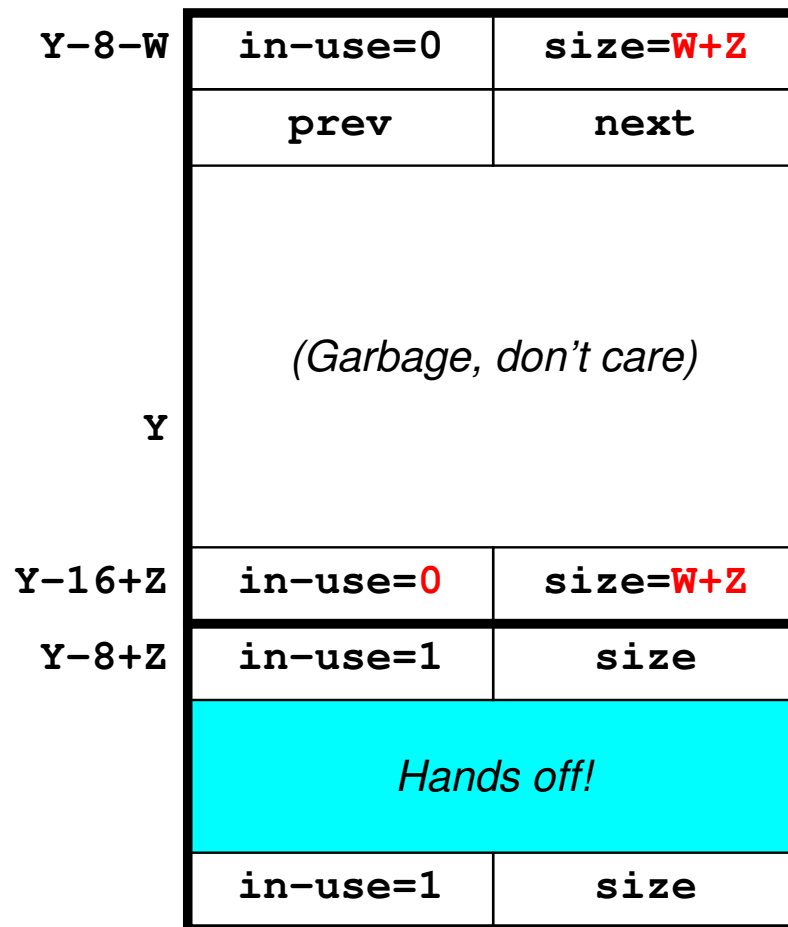 Y−8−W in−use=0 size=W+Z
prev next
(Garbage, don't care)
Y
Y−16+Z in−use=0 size=W+Z
Y−8+Z in−use=1 size
Hands off!
in−use=1 size